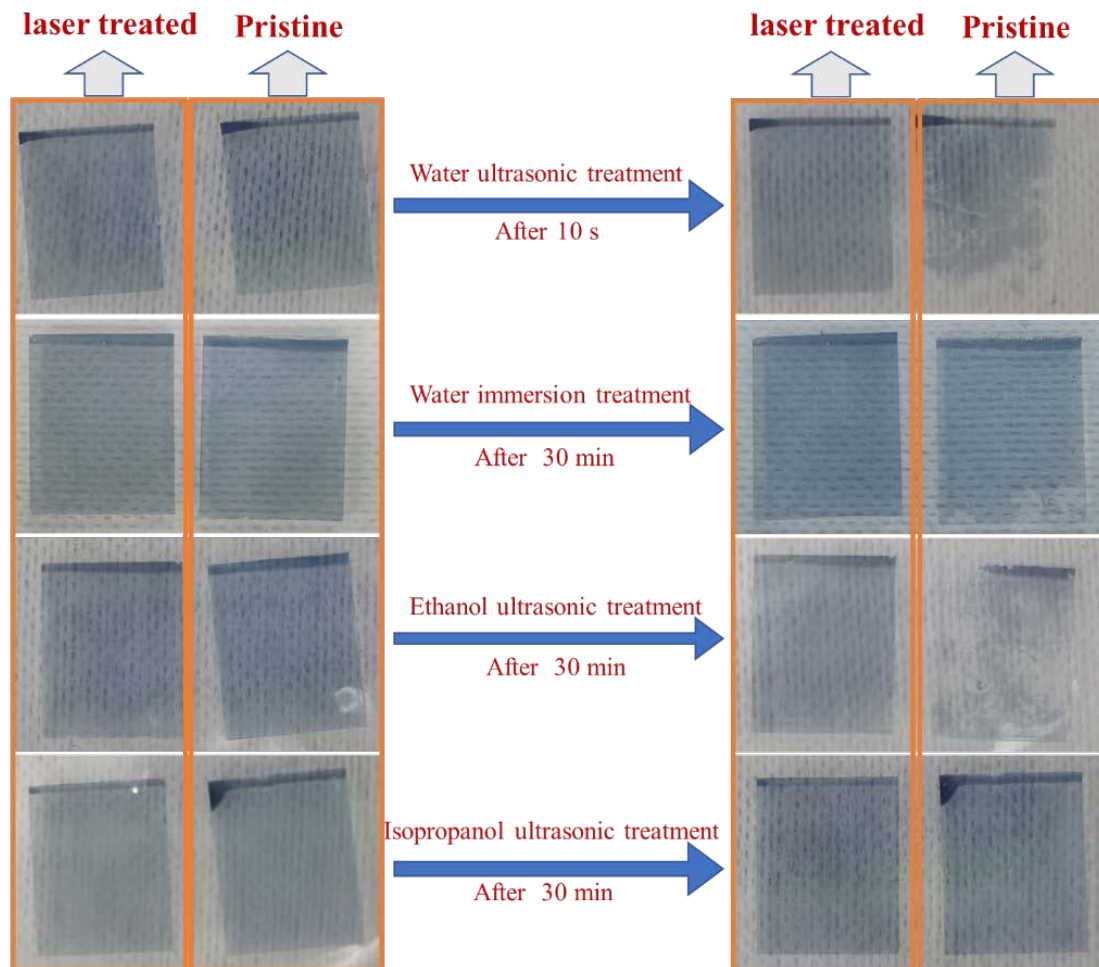 laser treated
Pristine
laser treated
Pristine
Water ultrasonic treatment
After 10 s
Water immersion treatment
After 30 min
Ethanol ultrasonic treatment
After 30 min
Isopropanol ultrasonic treatment
After 30 min